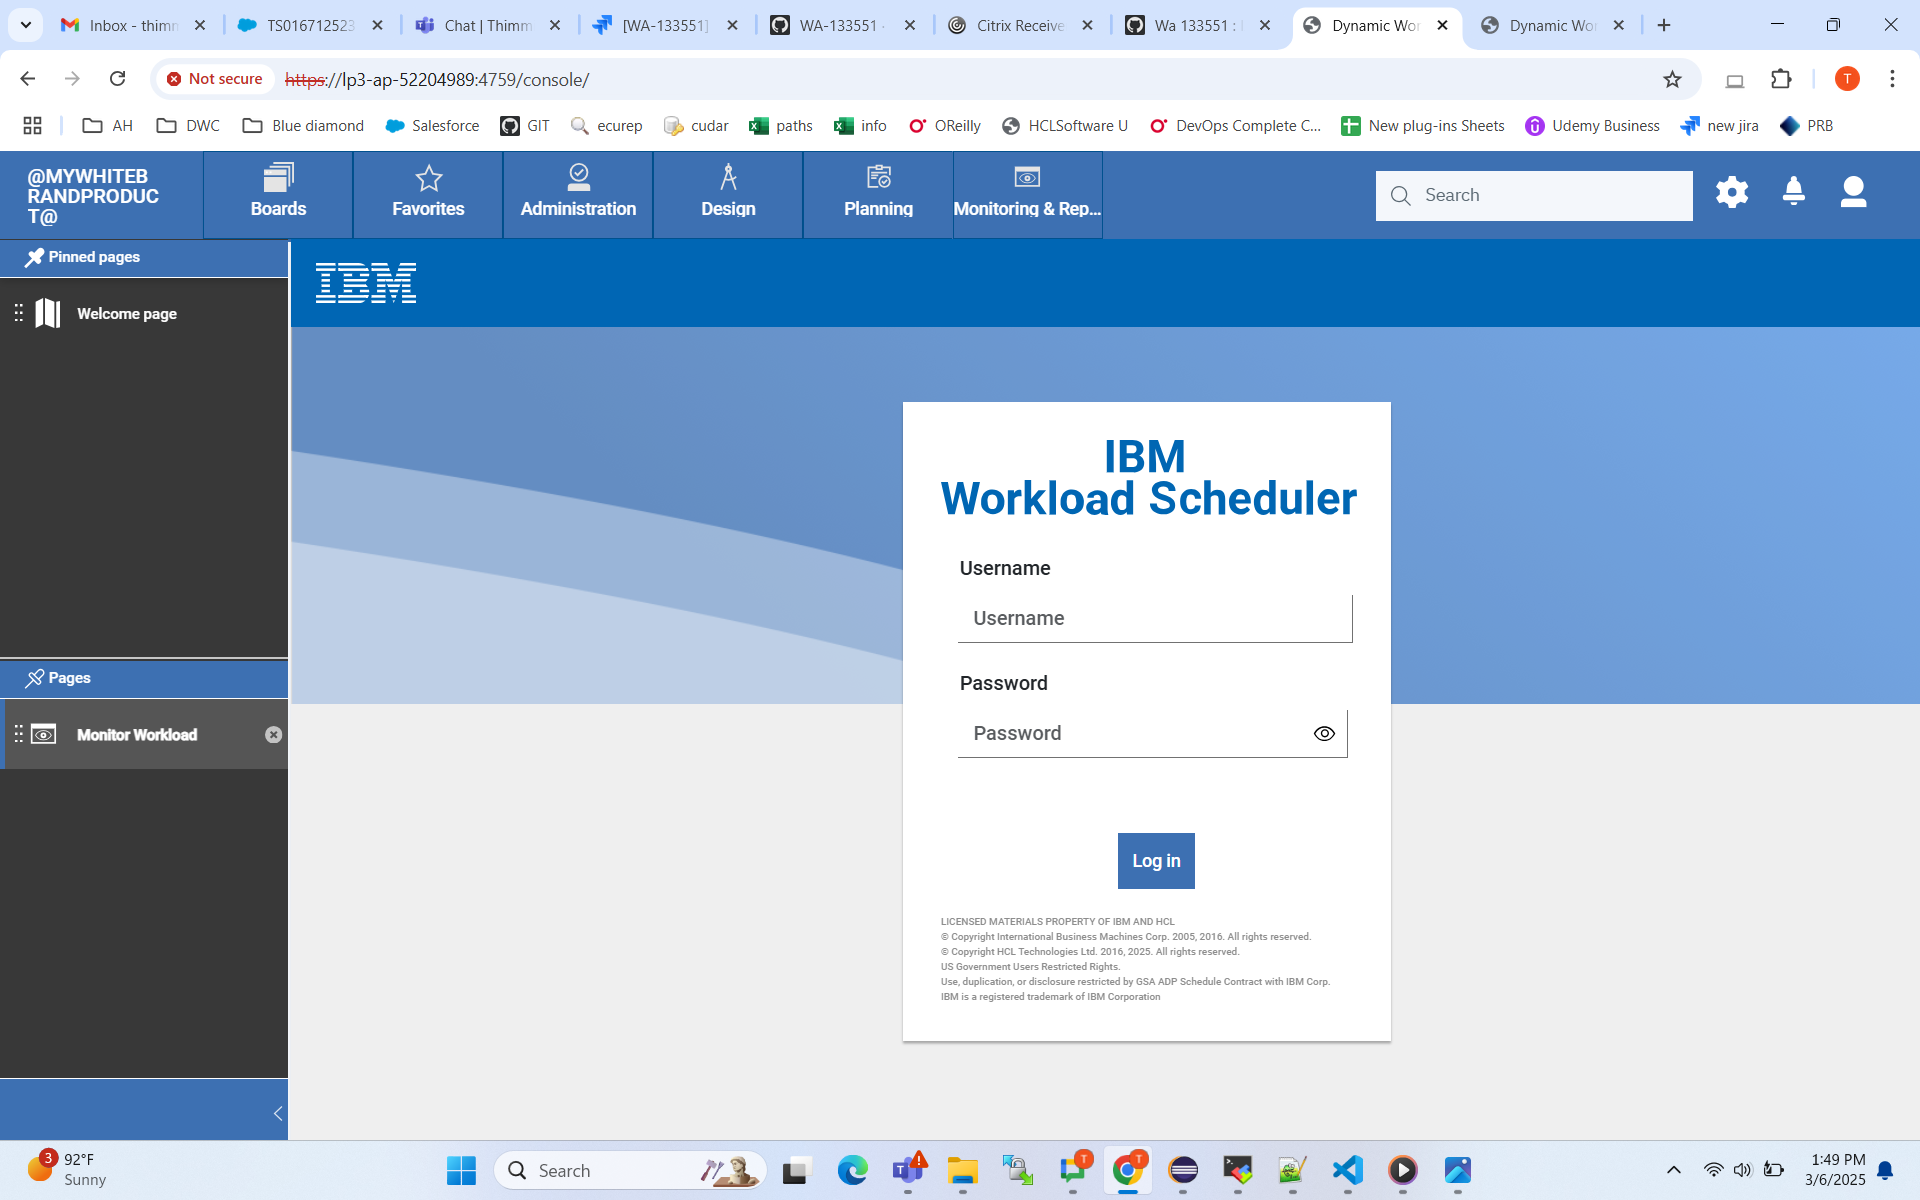 Inbox - thimm
TS016712523
Chat | Thimm
[WA-133551]
WA-133551 ·
Citrix Receive
Wa 133551 :
Dynamic Wor
Dynamic Wor
Not secure
https://lp3-ap-52204989:4759/console/
T
AH
DWC
Blue diamond
Salesforce
GIT
ecurep
cudar
paths
info
OReilly
HCLSoftware U
DevOps Complete C...
New plug-ins Sheets
Udemy Business
new jira
PRB
@MYWHITEB
RANDPRODUC
T@
Boards
Favorites
Administration
Design
Planning
Monitoring & Rep...
Search
Pinned pages
Welcome page
Pages
Monitor Workload
IBM
IBM
Workload Scheduler
Username
Username
Password
Password
Log in
LICENSED MATERIALS PROPERTY OF IBM AND HCL
© Copyright International Business Machines Corp. 2005, 2016. All rights reserved.
© Copyright HCL Technologies Ltd. 2016, 2025. All rights reserved.
US Government Users Restricted Rights.
Use, duplication, or disclosure restricted by GSA ADP Schedule Contract with IBM Corp.
IBM is a registered trademark of IBM Corporation
3
92°F
Sunny
Search
T
T
1:49 PM
3/6/2025